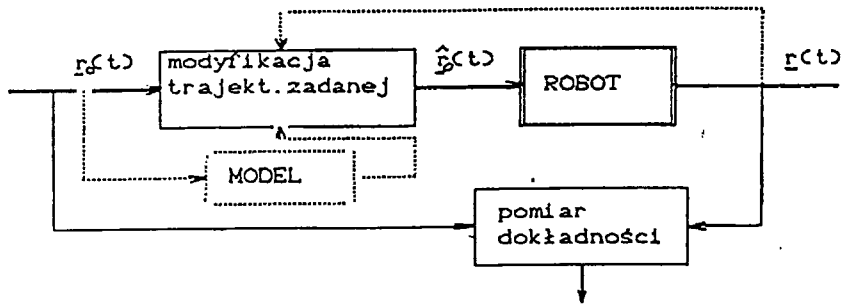 r₀(t)
modyfikacja
trajekt.zadanej
r̂₀(t)
ROBOT
r(t)
MODEL
pomiar
dokładności